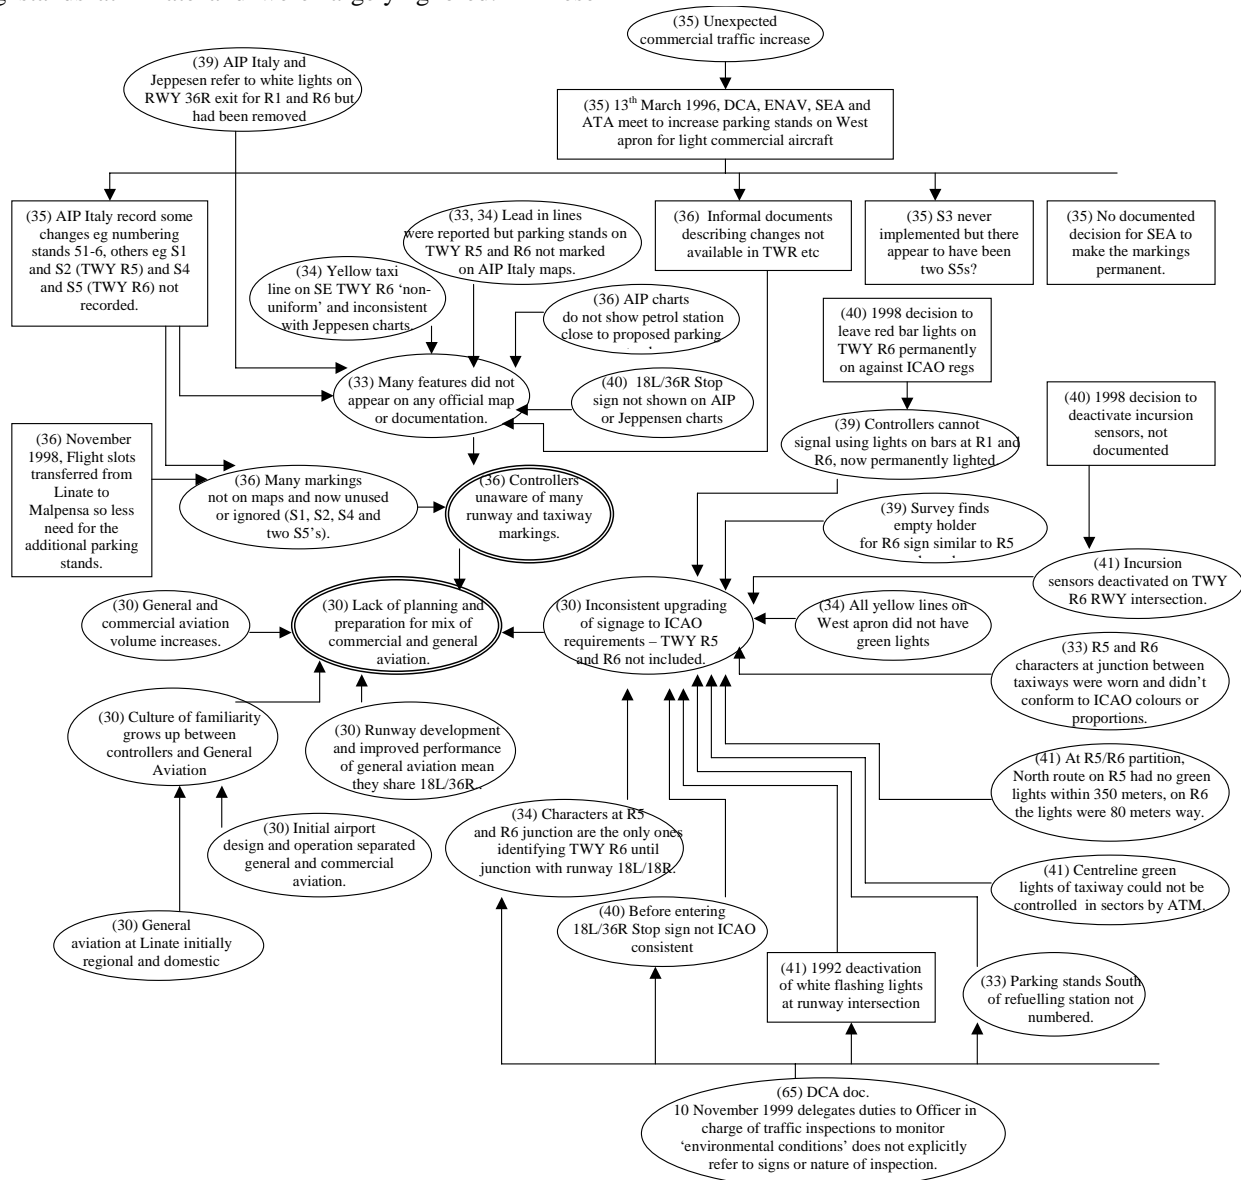 (35) Unexpected
commercial traffic increase
(39) AIP Italy and
Jeppesen refer to white lights on
RWY 36R exit for R1 and R6 but
had been removed
(35) 13th March 1996, DCA, ENAV, SEA and
ATA meet to increase parking stands on West
apron for light commercial aircraft
(35) AIP Italy record some
changes eg numbering
stands 51-6, others eg S1
and S2 (TWY R5) and S4
and S5 (TWY R6) not
recorded.
(33, 34) Lead in lines
were reported but parking stands on
TWY R5 and R6 not marked
on AIP Italy maps.
(36) Informal documents
describing changes not
available in TWR etc
(35) S3 never
implemented but there
appear to have been
two S5s?
(35) No documented
decision for SEA to
make the markings
permanent.
(34) Yellow taxi
line on SE TWY R6 ‘non-
uniform’ and inconsistent
with Jeppesen charts.
(36) AIP charts
do not show petrol station
close to proposed parking
(40) 1998 decision to
leave red bar lights on
TWY R6 permanently
on against ICAO regs
(33) Many features did not
appear on any official map
or documentation.
(40) 18L/36R Stop
sign not shown on AIP
or Jeppensen charts
(39) Controllers cannot
signal using lights on bars at R1 and
R6, now permanently lighted
(40) 1998 decision to
deactivate incursion
sensors, not
documented
(36) November
1998, Flight slots
transferred from
Linate to
Malpensa so less
need for the
additional parking
stands.
(36) Many markings
not on maps and now unused
or ignored (S1, S2, S4 and
two S5’s).
(36) Controllers
unaware of many
runway and taxiway
markings.
(39) Survey finds
empty holder
for R6 sign similar to R5
(41) Incursion
sensors deactivated on TWY
R6 RWY intersection.
(30) General and
commercial aviation
volume increases.
(30) Lack of planning and
preparation for mix of
commercial and general
aviation.
(30) Inconsistent upgrading
of signage to ICAO
requirements – TWY R5
and R6 not included.
(34) All yellow lines on
West apron did not have
green lights
(33) R5 and R6
characters at junction between
taxiways were worn and didn’t
conform to ICAO colours or
proportions.
(30) Culture of familiarity
grows up between
controllers and General
Aviation
(30) Runway development
and improved performance
of general aviation mean
they share 18L/36R..
(41) At R5/R6 partition,
North route on R5 had no green
lights within 350 meters, on R6
the lights were 80 meters way.
(34) Characters at R5
and R6 junction are the only ones
identifying TWY R6 until
junction with runway 18L/18R.
(30) Initial airport
design and operation separated
general and commercial
aviation.
(41) Centreline green
lights of taxiway could not be
controlled in sectors by ATM.
(30) General
aviation at Linate initially
regional and domestic
(40) Before entering
18L/36R Stop sign not ICAO
consistent
(41) 1992 deactivation
of white flashing lights
at runway intersection
(33) Parking stands South
of refuelling station not
numbered.
(65) DCA doc.
10 November 1999 delegates duties to Officer in
charge of traffic inspections to monitor
‘environmental conditions’ does not explicitly
refer to signs or nature of inspection.